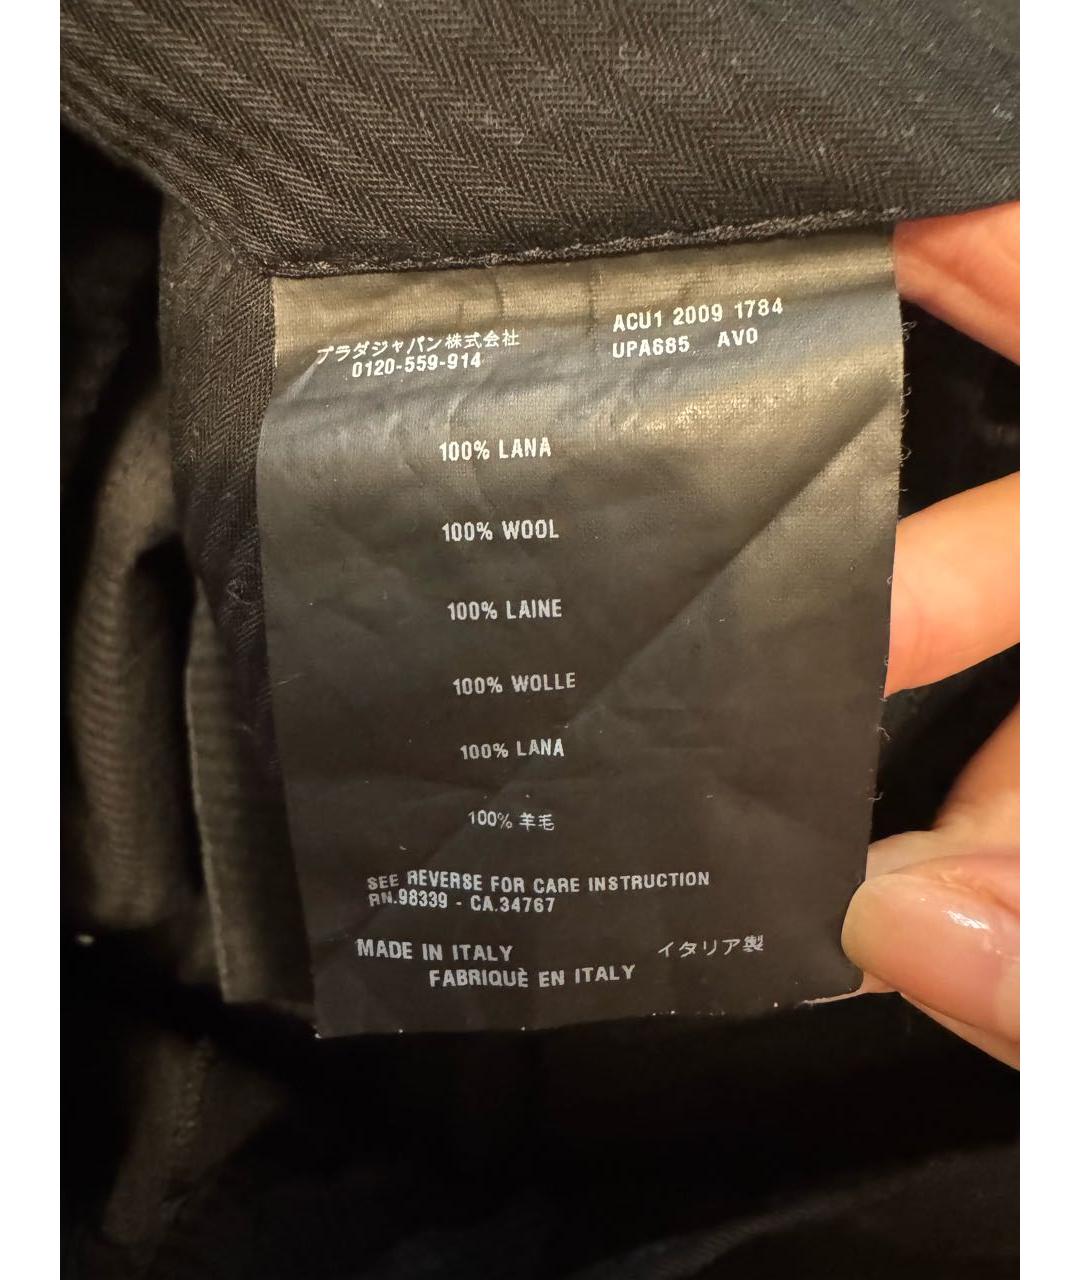 プラダジャパン株式会社
0120-559-914
ACU1 2009 1784
UPA685 AV0
100% LANA
100% WOOL
100% LAINE
100% WOLLE
100% LANA
100% 羊毛
SEE REVERSE FOR CARE INSTRUCTION
RN.98339 - CA.34767
MADE IN ITALY
イタリア製
FABRIQUÈ EN ITALY